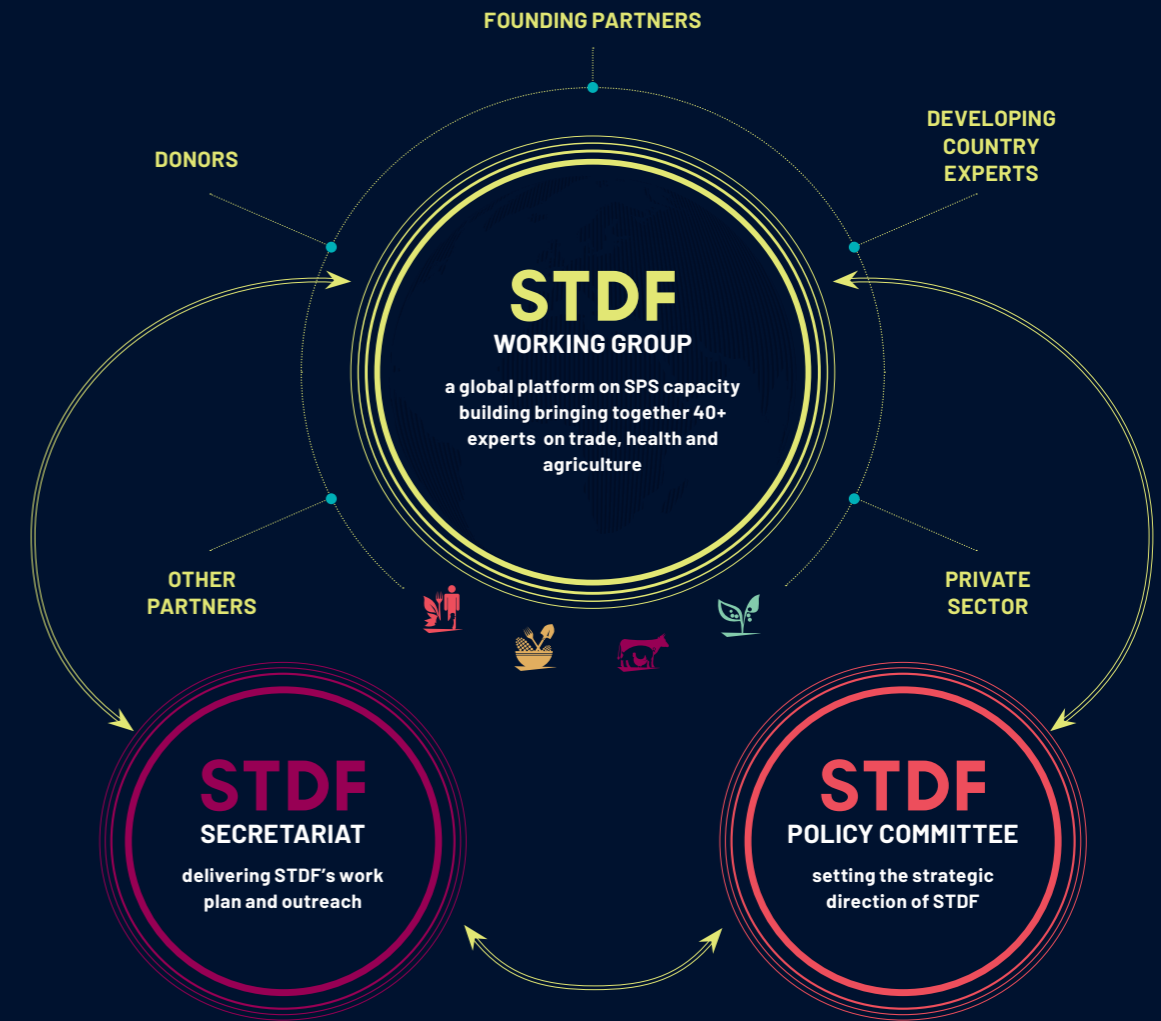 FOUNDING PARTNERS
DONORS
DEVELOPING
COUNTRY
EXPERTS
STDF
WORKING GROUP
a global platform on SPS capacity
building bringing together 40+
experts on trade, health and
agriculture
OTHER
PARTNERS
PRIVATE
SECTOR
STDF
SECRETARIAT
delivering STDF’s work
plan and outreach
STDF
POLICY COMMITTEE
setting the strategic
direction of STDF